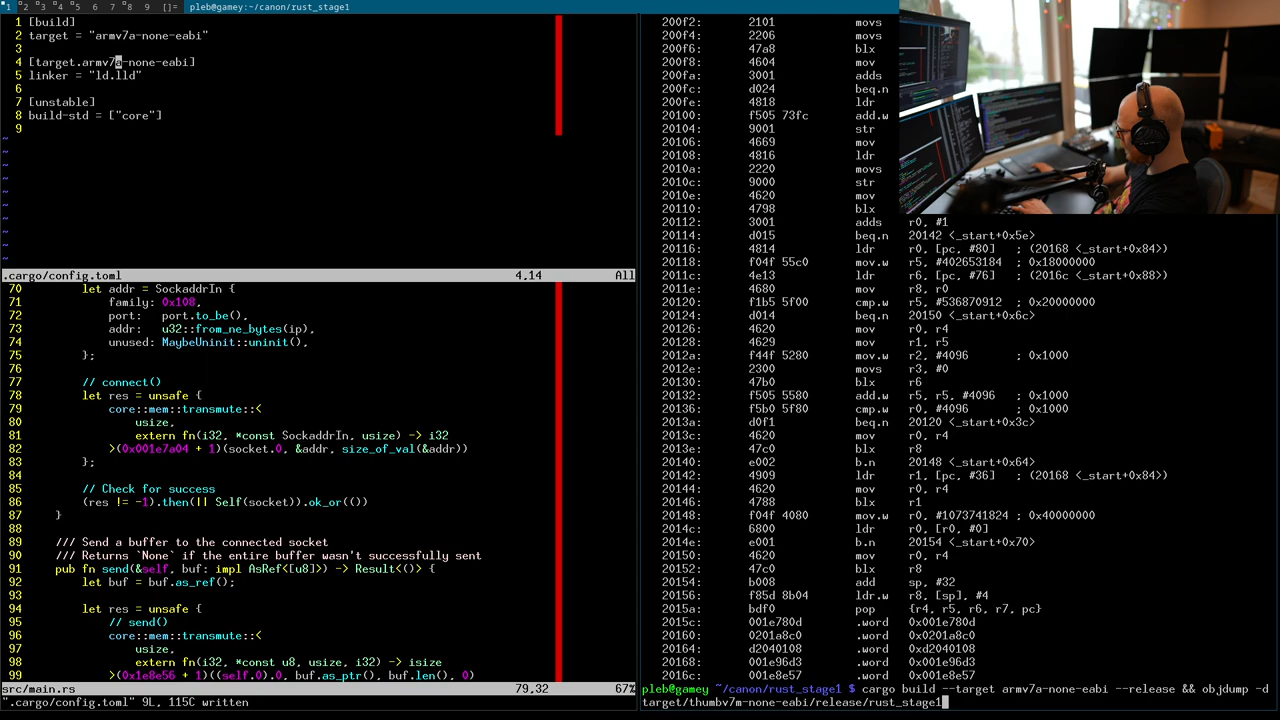 1 2 3 4 5 6 7 8 9 []= pleb@gamey:~/canon/rust_stage1
1 [build]
2 target = "armv7a-none-eabi"
3
4 [target.armv7a-none-eabi]
5 linker = "ld.lld"
6
7 [unstable]
8 build-std = ["core"]
9
~
~
~
~
~
~
~
~
~
~
.cargo/config.toml 4,14 All
70 let addr = SockaddrIn {
71 family: 0x108,
72 port: port.to_be(),
73 addr: u32::from_ne_bytes(ip),
74 unused: MaybeUninit::uninit(),
75 };
76
77 // connect()
78 let res = unsafe {
79 core::mem::transmute::<
80 usize,
81 extern fn(i32, *const SockaddrIn, usize) -> i32
82 >(0x001e7a04 + 1)(socket.0, &addr, size_of_val(&addr))
83 };
84
85 // Check for success
86 (res != -1).then(|| Self(socket)).ok_or(())
87 }
88
89 /// Send a buffer to the connected socket
90 /// Returns `None` if the entire buffer wasn't successfully sent
91 pub fn send(&self, buf: impl AsRef<[u8]>) -> Result<()> {
92 let buf = buf.as_ref();
93
94 let res = unsafe {
95 // send()
96 core::mem::transmute::<
97 usize,
98 extern fn(i32, *const u8, usize, i32) -> isize
99 >(0x1e8e56 + 1)((self.0).0, buf.as_ptr(), buf.len(), 0)
src/main.rs 79,32 67%
".cargo/config.toml" 9L, 115C written
200f2: 2101 movs
200f4: 2206 movs
200f6: 47a8 blx
200f8: 4604 mov
200fa: 3001 adds
200fc: d024 beq.n
200fe: 4818 ldr
20100: f505 73fc add.w
20104: 9001 str
20106: 4669 mov
20108: 4816 ldr
2010a: 2220 movs
2010c: 9000 str
2010e: 4620 mov
20110: 4798 blx
20112: 3001 adds r0, #1
20114: d015 beq.n 20142 <_start+0x5e>
20116: 4814 ldr r0, [pc, #80] ; (20168 <_start+0x84>)
20118: f04f 55c0 mov.w r5, #402653184 ; 0x18000000
2011c: 4e13 ldr r6, [pc, #76] ; (2016c <_start+0x88>)
2011e: 4680 mov r8, r0
20120: f1b5 5f00 cmp.w r5, #536870912 ; 0x20000000
20124: d014 beq.n 20150 <_start+0x6c>
20126: 4620 mov r0, r4
20128: 4629 mov r1, r5
2012a: f44f 5280 mov.w r2, #4096 ; 0x1000
2012e: 2300 movs r3, #0
20130: 47b0 blx r6
20132: f505 5580 add.w r5, r5, #4096 ; 0x1000
20136: f5b0 5f80 cmp.w r0, #4096 ; 0x1000
2013a: d0f1 beq.n 20120 <_start+0x3c>
2013c: 4620 mov r0, r4
2013e: 47c0 blx r8
20140: e002 b.n 20148 <_start+0x64>
20142: 4909 ldr r1, [pc, #36] ; (20168 <_start+0x84>)
20144: 4620 mov r0, r4
20146: 4788 blx r1
20148: f04f 4080 mov.w r0, #1073741824 ; 0x40000000
2014c: 6800 ldr r0, [r0, #0]
2014e: e001 b.n 20154 <_start+0x70>
20150: 4620 mov r0, r4
20152: 47c0 blx r8
20154: b008 add sp, #32
20156: f85d 8b04 ldr.w r8, [sp], #4
2015a: bdf0 pop {r4, r5, r6, r7, pc}
2015c: 001e780d .word 0x001e780d
20160: 0201a8c0 .word 0x0201a8c0
20164: d2040108 .word 0xd2040108
20168: 001e96d3 .word 0x001e96d3
2016c: 001e8e57 .word 0x001e8e57
pleb@gamey ~/canon/rust_stage1 $ cargo build --target armv7a-none-eabi --release && objdump -d
target/thumbv7m-none-eabi/release/rust_stage1